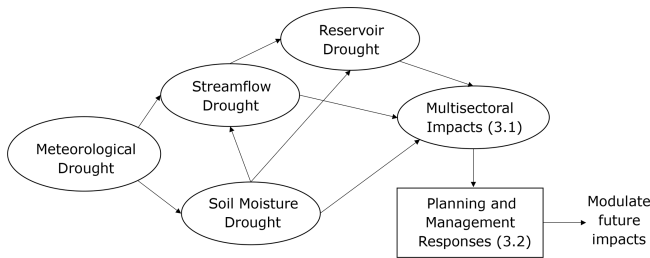 Reservoir
Drought
Streamflow
Drought
Multisectoral
Impacts (3.1)
Meteorological
Drought
Soil Moisture
Drought
Planning and
Management
Responses (3.2)
Modulate
future
impacts